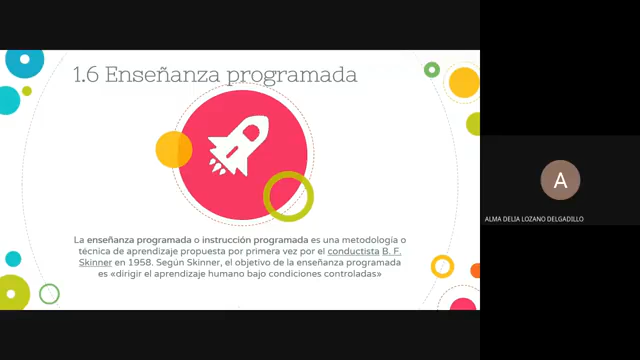 1.6 Enseñanza programada
La enseñanza programada o instrucción programada es una metodología o
técnica de aprendizaje propuesta por primera vez por el conductista B. F.
Skinner en 1958. Según Skinner, el objetivo de la enseñanza programada
es «dirigir el aprendizaje humano bajo condiciones controladas»
A
ALMA DELIA LOZANO DELGADILLO